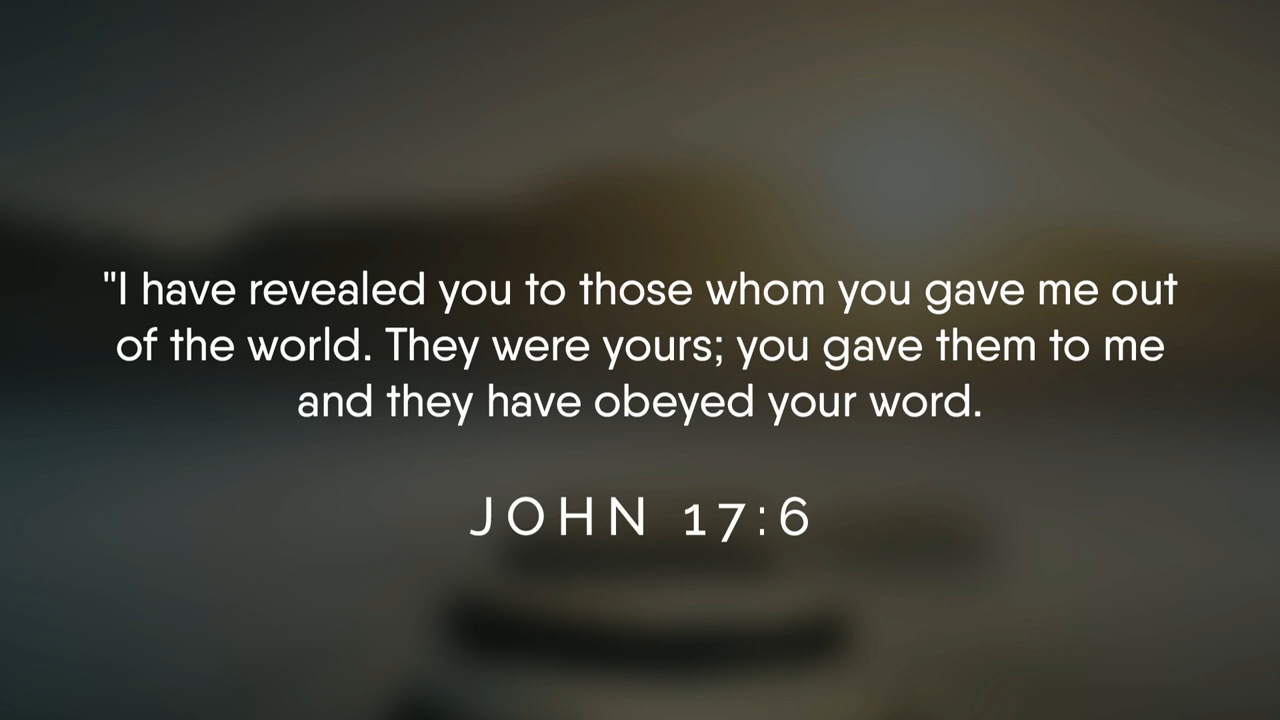 "I have revealed you to those whom you gave me out
of the world. They were yours; you gave them to me
and they have obeyed your word.
JOHN 17:6